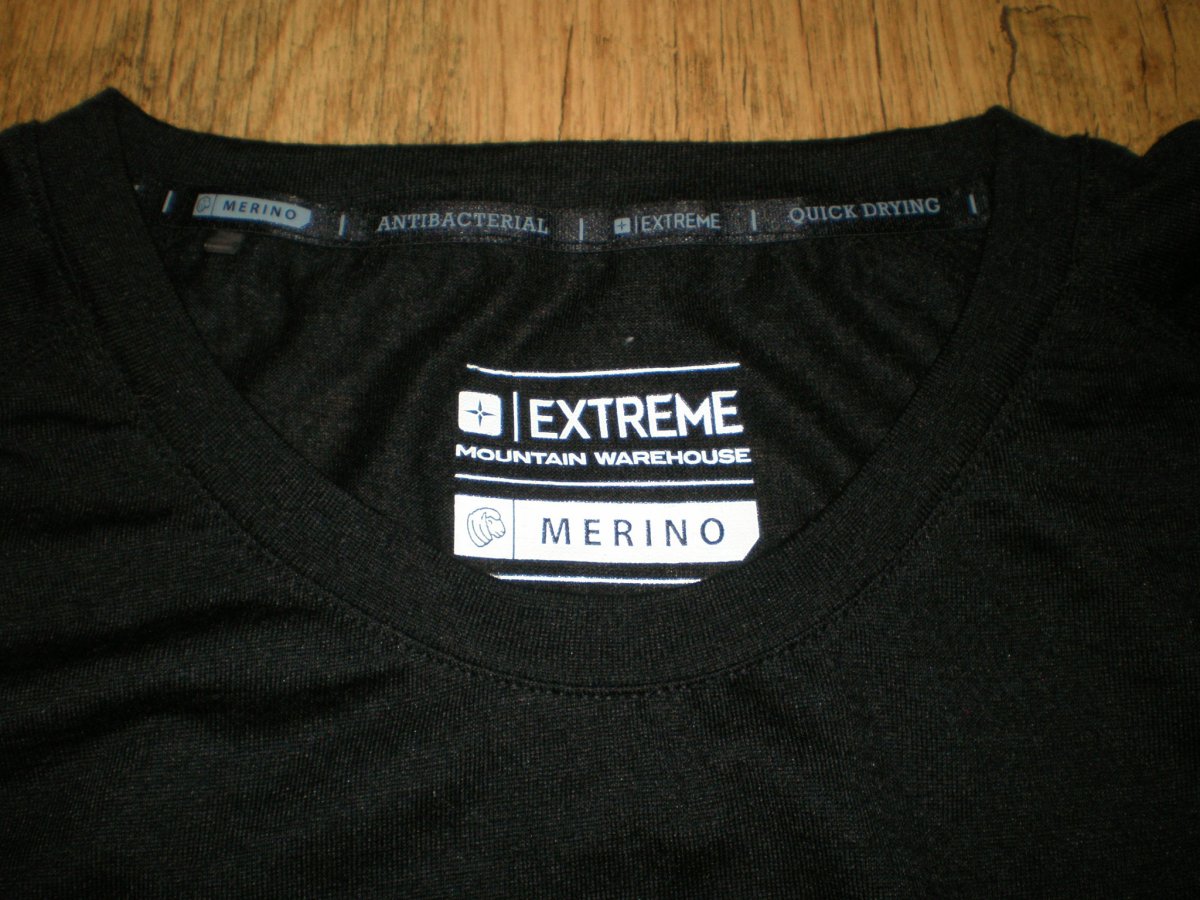 MERINO | ANTIBACTERIAL | EXTREME | QUICK DRYING |
EXTREME
MOUNTAIN WAREHOUSE
MERINO